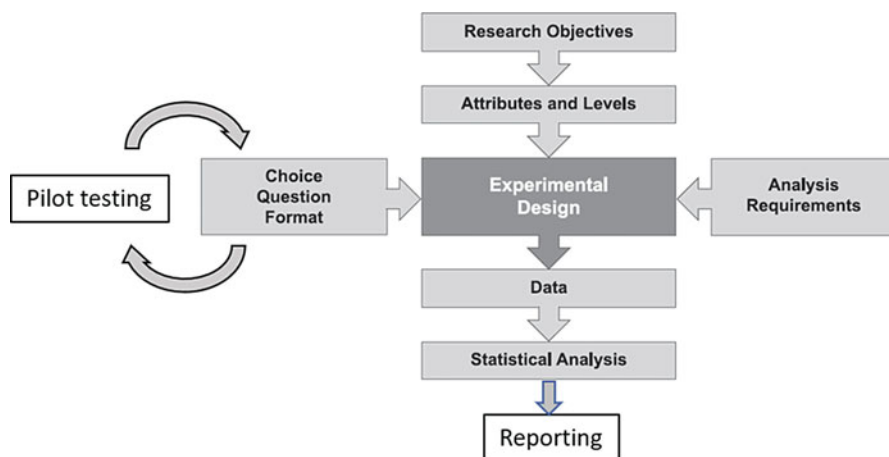 Research Objectives
Attributes and Levels
Pilot testing
Choice
Question
Format
Experimental
Design
Analysis
Requirements
Data
Statistical Analysis
Reporting